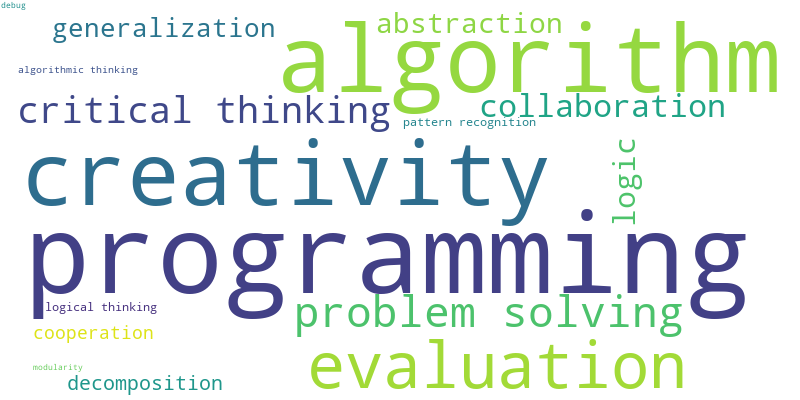 debug
generalization
abstraction
algorithm
algorithmic thinking
critical thinking
collaboration
pattern recognition
creativity
logic
programming
logical thinking
problem solving
cooperation
evaluation
modularity
decomposition